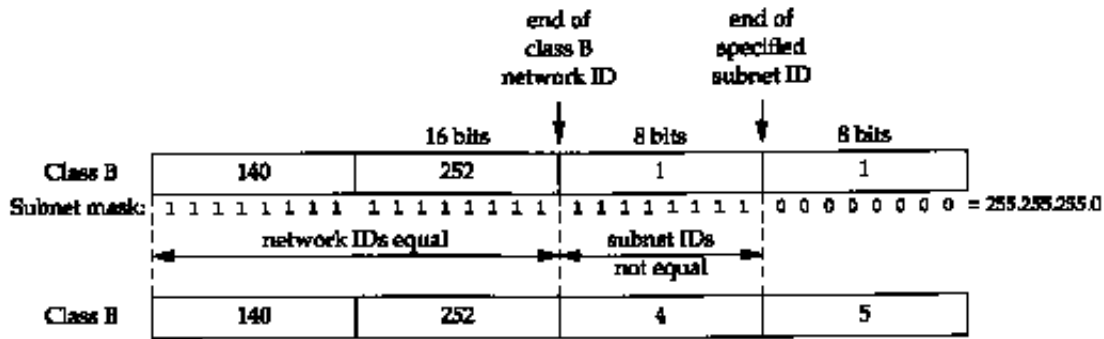 end of
class B
network ID
end of
specified
subnet ID
16 bits 8 bits 8 bits
Class B 140 252 1 1
Subnet mask: 1 1 1 1 1 1 1 1 1 1 1 1 1 1 1 1 1 1 1 1 1 1 1 1 0 0 0 0 0 0 0 0 = 255.255.255.0
network IDs equal subnet IDs
not equal
Class B 140 252 4 5